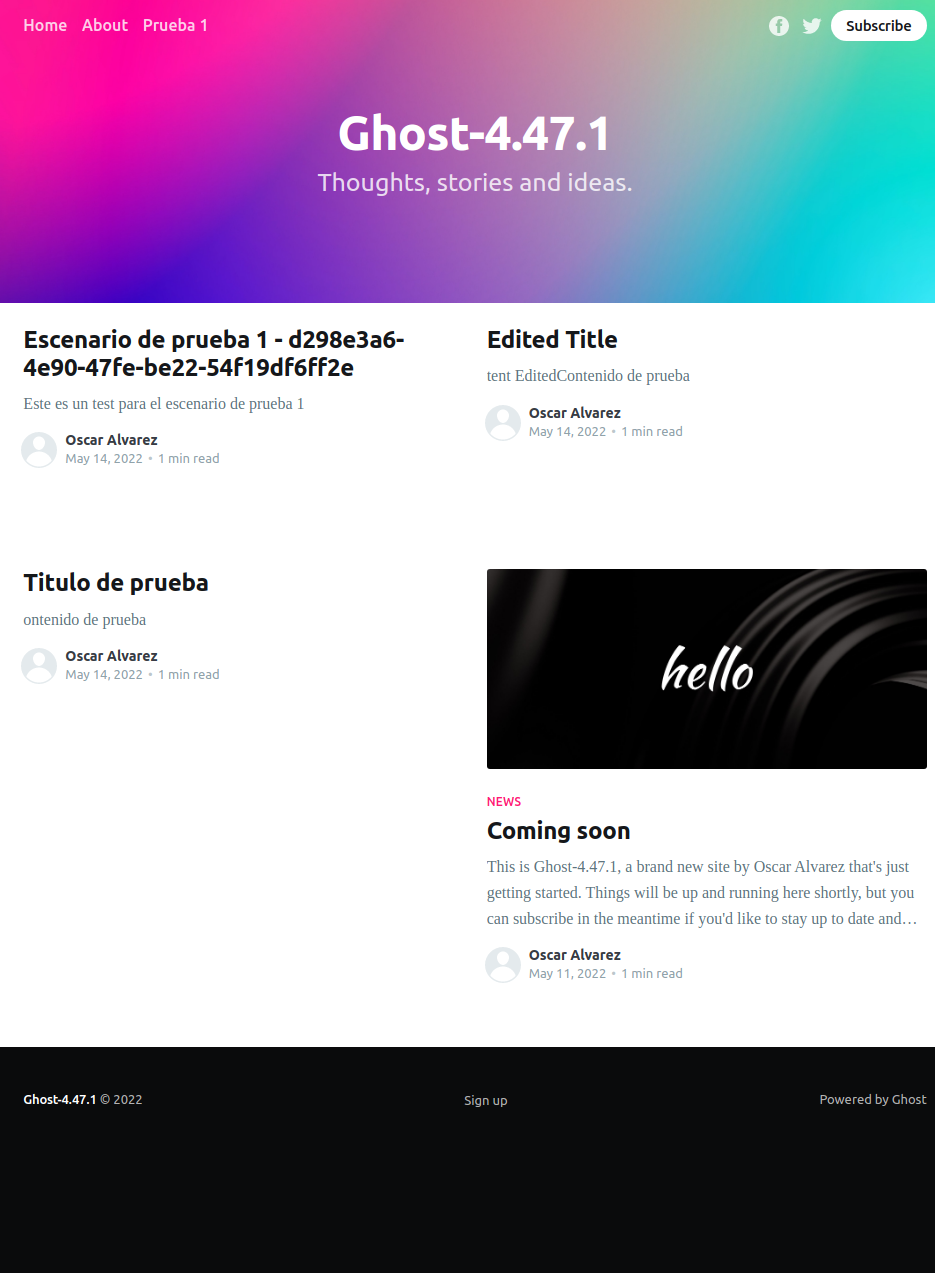 Home About Prueba 1
Subscribe
Ghost-4.47.1
Thoughts, stories and ideas.
Escenario de prueba 1 - d298e3a6-
4e90-47fe-be22-54f19df6ff2e
Este es un test para el escenario de prueba 1
Oscar Alvarez
May 14, 2022 • 1 min read
Edited Title
tent EditedContenido de prueba
Oscar Alvarez
May 14, 2022 • 1 min read
Titulo de prueba
ontenido de prueba
Oscar Alvarez
May 14, 2022 • 1 min read
hello
NEWS
Coming soon
This is Ghost-4.47.1, a brand new site by Oscar Alvarez that's just
getting started. Things will be up and running here shortly, but you
can subscribe in the meantime if you'd like to stay up to date and…
Oscar Alvarez
May 11, 2022 • 1 min read
Ghost-4.47.1 © 2022
Sign up
Powered by Ghost